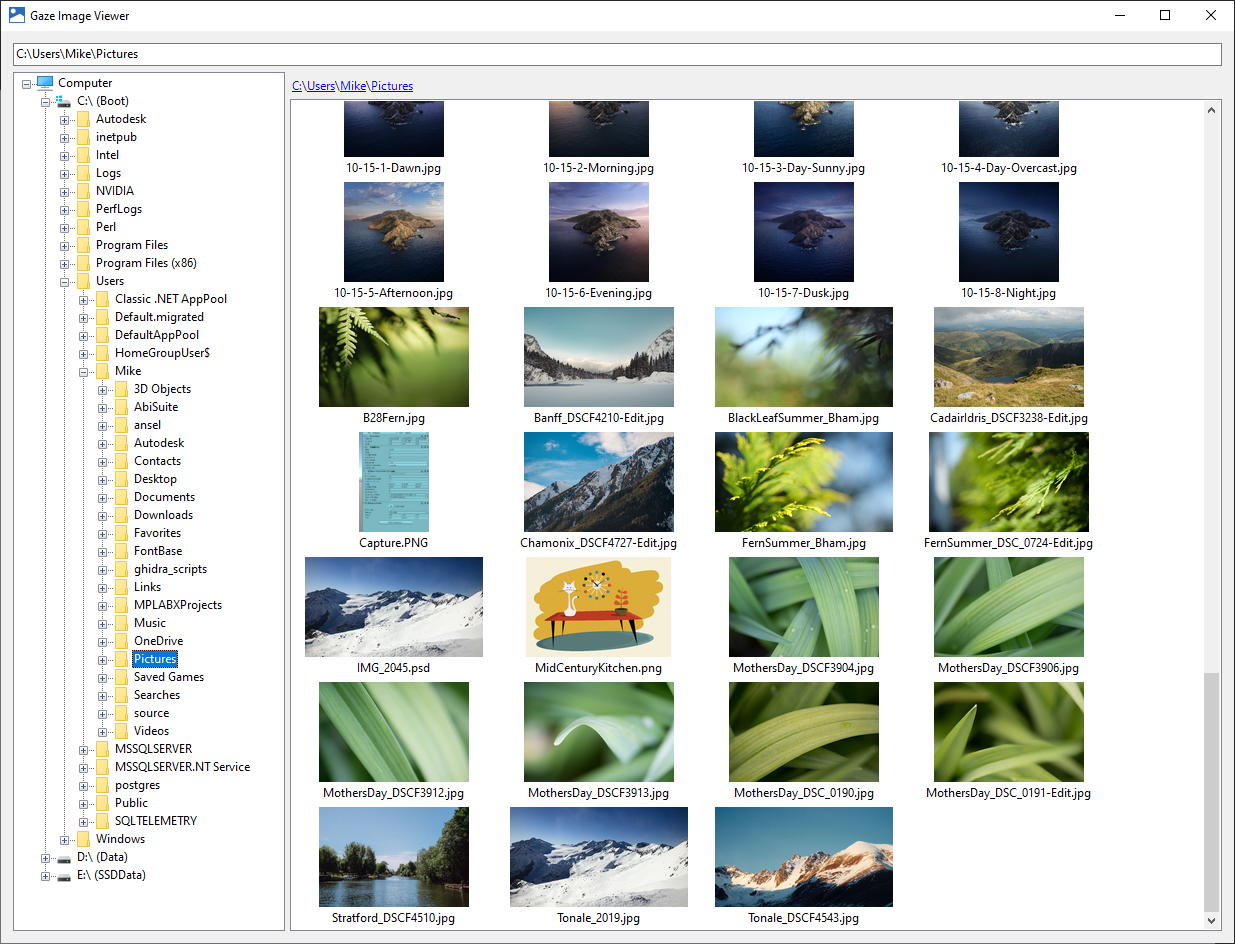 Gaze Image Viewer
C:\Users\Mike\Pictures
Computer
C:\ (Boot)
Autodesk
inetpub
Intel
Logs
NVIDIA
PerfLogs
Perl
Program Files
Program Files (x86)
Users
Classic .NET AppPool
Default.migrated
DefaultAppPool
HomeGroupUser$
Mike
3D Objects
AbiSuite
ansel
Autodesk
Contacts
Desktop
Documents
Downloads
Favorites
FontBase
ghidra_scripts
Links
MPLABXProjects
Music
OneDrive
Pictures
Saved Games
Searches
source
Videos
MSSQLSERVER
MSSQLSERVER.NT Service
postgres
Public
SQLTELEMETRY
Windows
D:\ (Data)
E:\ (SSDData)
C:\Users\Mike\Pictures
10-15-1-Dawn.jpg 10-15-2-Morning.jpg 10-15-3-Day-Sunny.jpg 10-15-4-Day-Overcast.jpg
10-15-5-Afternoon.jpg 10-15-6-Evening.jpg 10-15-7-Dusk.jpg 10-15-8-Night.jpg
B28Fern.jpg Banff_DSCF4210-Edit.jpg BlackLeafSummer_Bham.jpg CadairIdris_DSCF3238-Edit.jpg
Capture.PNG Chamonix_DSCF4727-Edit.jpg FernSummer_Bham.jpg FernSummer_DSC_0724-Edit.jpg
IMG_2045.psd MidCenturyKitchen.png MothersDay_DSCF3904.jpg MothersDay_DSCF3906.jpg
MothersDay_DSCF3912.jpg MothersDay_DSCF3913.jpg MothersDay_DSC_0190.jpg MothersDay_DSC_0191-Edit.jpg
Stratford_DSCF4510.jpg Tonale_2019.jpg Tonale_DSCF4543.jpg